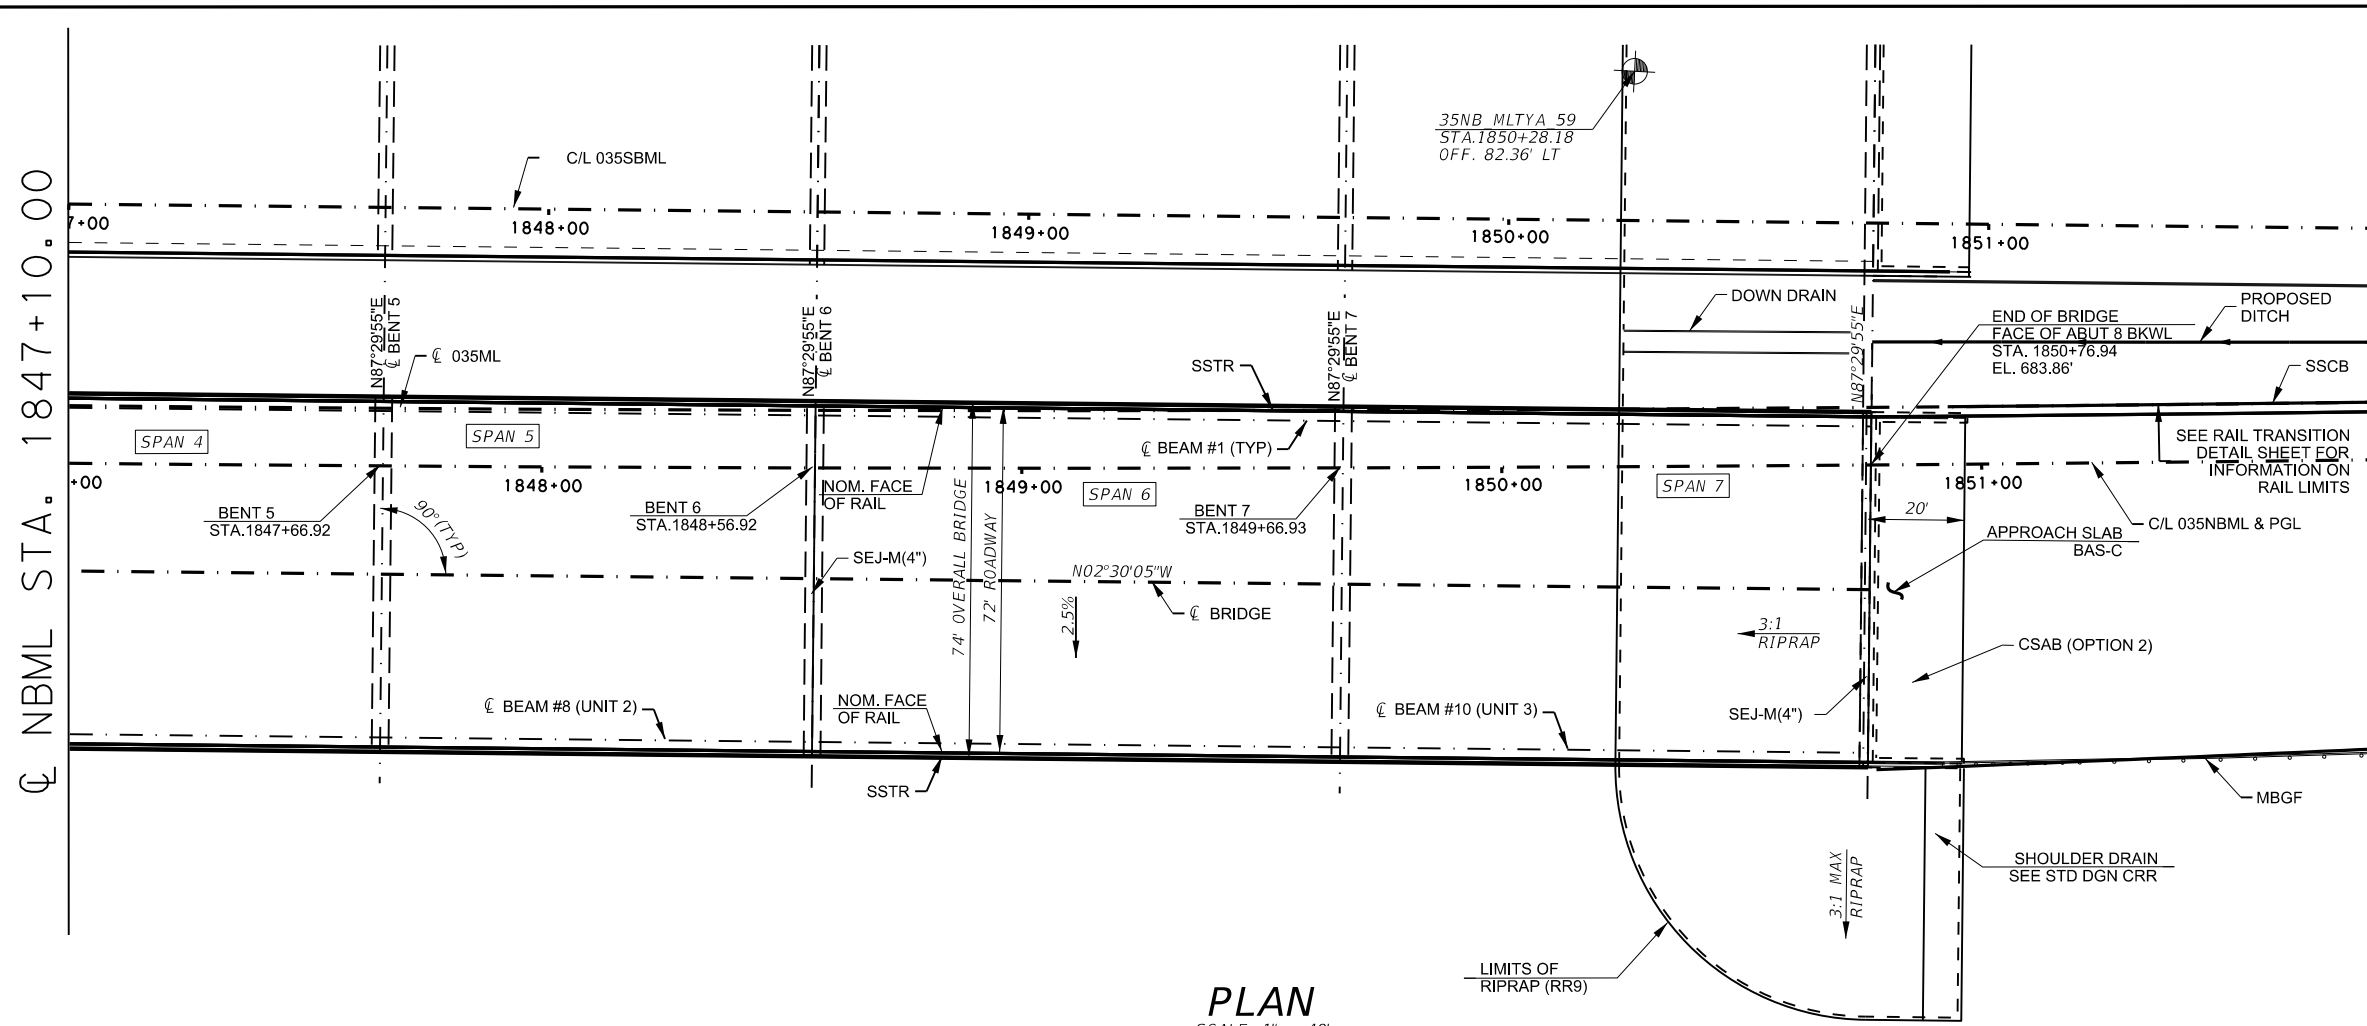 ℄ NBML STA. 1847+10.00
C/L 035SBML
7+00
1848+00
1849+00
1850+00
1851+00
35NB_MLTYA_59
STA.1850+28.18
OFF. 82.36' LT
N87°29'55"E
℄ BENT 5
N87°29'55"E
℄ BENT 6
N87°29'55"E
℄ BENT 7
N87°29'55"E
DOWN DRAIN
END OF BRIDGE
FACE OF ABUT 8 BKWL
STA. 1850+76.94
EL. 683.86'
PROPOSED
DITCH
℄ 035ML
SSTR
SSCB
SPAN 4
SPAN 5
℄ BEAM #1 (TYP)
SEE RAIL TRANSITION
DETAIL SHEET FOR
INFORMATION ON
RAIL LIMITS
+00
1848+00
NOM. FACE
OF RAIL
1849+00
SPAN 6
1850+00
SPAN 7
1851+00
BENT 5
STA.1847+66.92
90°(TYP)
BENT 6
STA.1848+56.92
BENT 7
STA.1849+66.93
20'
C/L 035NBML & PGL
APPROACH SLAB
BAS-C
SEJ-M(4")
74' OVERALL BRIDGE
72' ROADWAY
N02°30'05"W
2.5%
℄ BRIDGE
3:1
RIPRAP
CSAB (OPTION 2)
℄ BEAM #8 (UNIT 2)
NOM. FACE
OF RAIL
℄ BEAM #10 (UNIT 3)
SEJ-M(4")
SSTR
MBGF
3:1 MAX
RIPRAP
SHOULDER DRAIN
SEE STD DGN CRR
LIMITS OF
RIPRAP (RR9)
PLAN